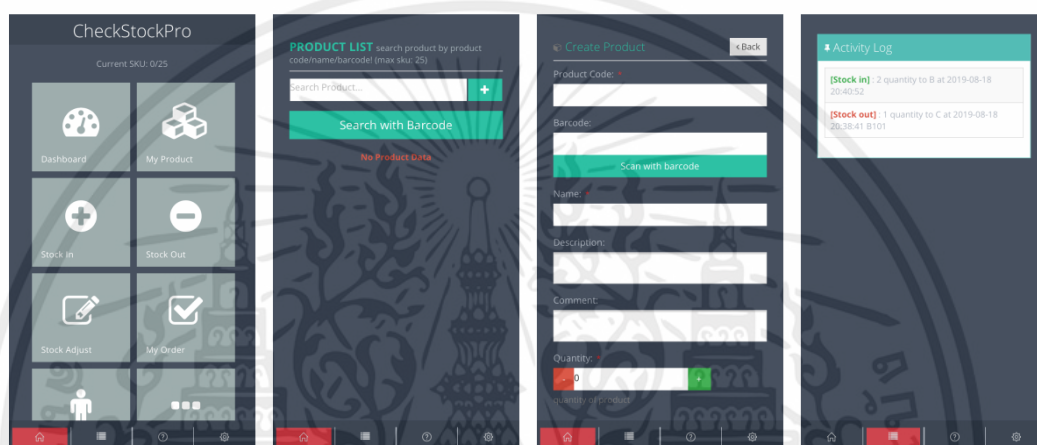 CheckStockPro
Current SKU: 0/25
Dashboard
My Product
Stock In
Stock Out
Stock Adjust
My Order
PRODUCT LIST search product by product
code/name/barcode! (max sku: 25)
Search Product...
+
Search with Barcode
No Product Data
Create Product
< Back
Product Code: *
Barcode:
Scan with barcode
Name: *
Description:
Comment:
Quantity: *
- 0 +
quantity of product
Activity Log
[Stock in] : 2 quantity to B at 2019-08-18
20:40:52
[Stock out] : 1 quantity to C at 2019-08-18
20:38:41 B101